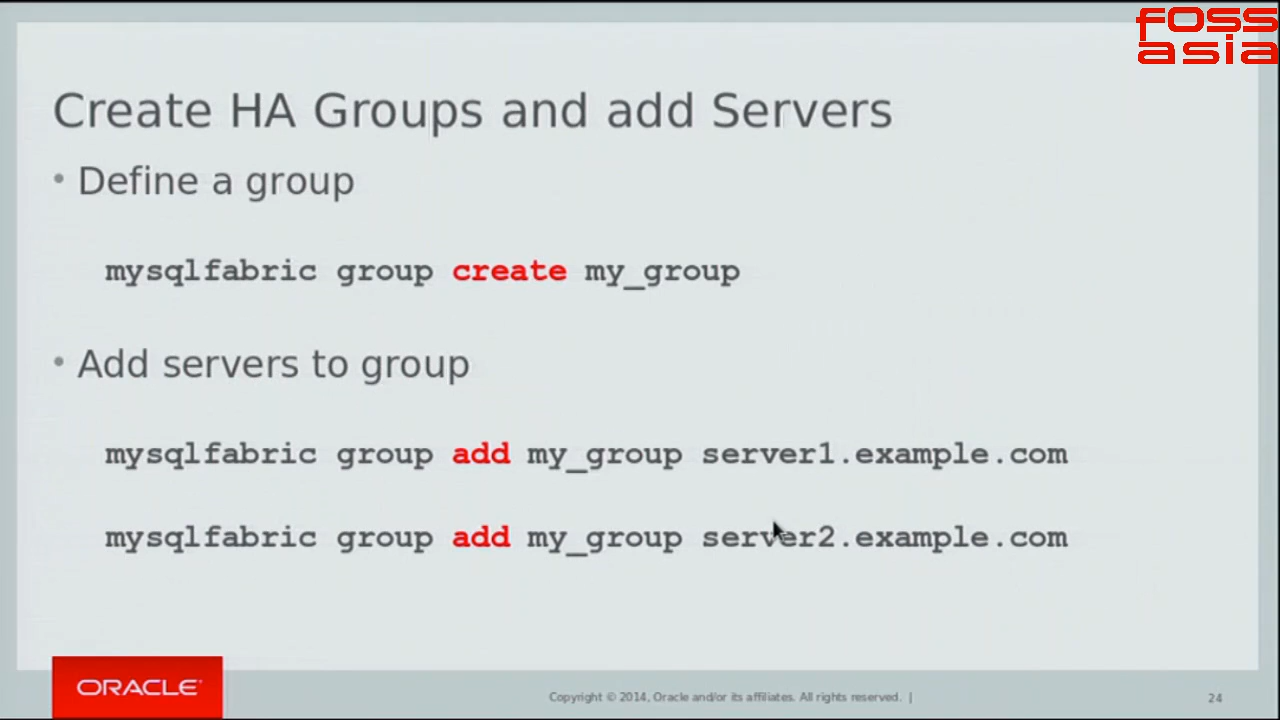 FOSS
asia
Create HA Groups and add Servers
• Define a group
mysqlfabric group create my_group
• Add servers to group
mysqlfabric group add my_group server1.example.com
mysqlfabric group add my_group server2.example.com
ORACLE
Copyright © 2014, Oracle and/or its affiliates. All rights reserved. |
24